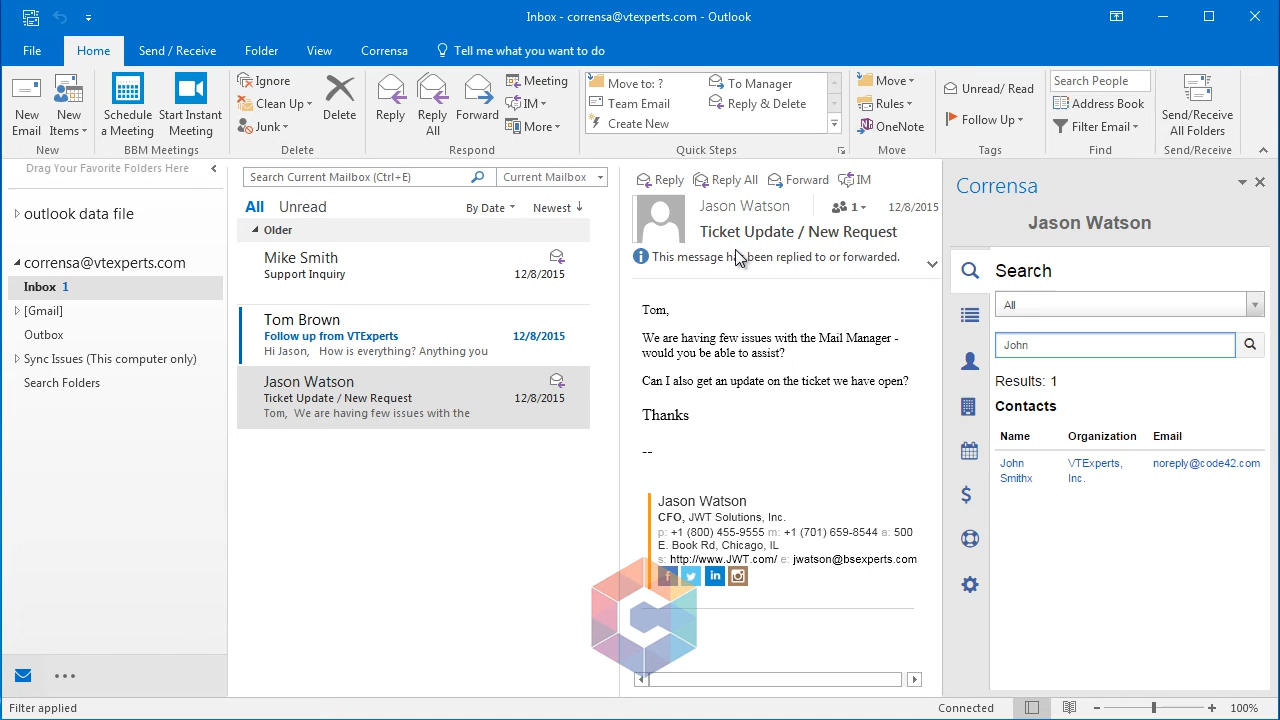 Inbox - corrensa@vtexperts.com - Outlook
File Home Send / Receive Folder View Corrensa Tell me what you want to do
New Email
New Items
New
Schedule a Meeting
Start Instant Meeting
BBM Meetings
Ignore
Clean Up
Junk
Delete
Delete
Reply
Reply All
Forward
Meeting
IM
More
Respond
Move to: ?
Team Email
Create New
To Manager
Reply & Delete
Quick Steps
Move
Rules
OneNote
Move
Unread/ Read
Follow Up
Tags
Search People
Address Book
Filter Email
Find
Send/Receive All Folders
Send/Receive
Drag Your Favorite Folders Here
outlook data file
corrensa@vtexperts.com
Inbox 1
[Gmail]
Outbox
Sync Issues (This computer only)
Search Folders
Search Current Mailbox (Ctrl+E) Current Mailbox
All Unread By Date Newest
Older
Mike Smith
Support Inquiry 12/8/2015
Tom Brown
Follow up from VTExperts 12/8/2015
Hi Jason, How is everything? Anything you
Jason Watson
Ticket Update / New Request 12/8/2015
Tom, We are having few issues with the
Reply Reply All Forward IM
Jason Watson 1 12/8/2015
Ticket Update / New Request
This message has been replied to or forwarded.
Tom,
We are having few issues with the Mail Manager -
would you be able to assist?
Can I also get an update on the ticket we have open?
Thanks
--
Jason Watson
CFO, JWT Solutions, Inc.
p: +1 (800) 455-9555 m: +1 (701) 659-8544 a: 500
E. Book Rd, Chicago, IL
s: http://www.JWT.com/ e: jwatson@bsexperts.com
Corrensa
Jason Watson
Search
All
John
Results: 1
Contacts
Name Organization Email
John Smithx VTExperts, Inc. noreply@code42.com
Filter applied
Connected 100%